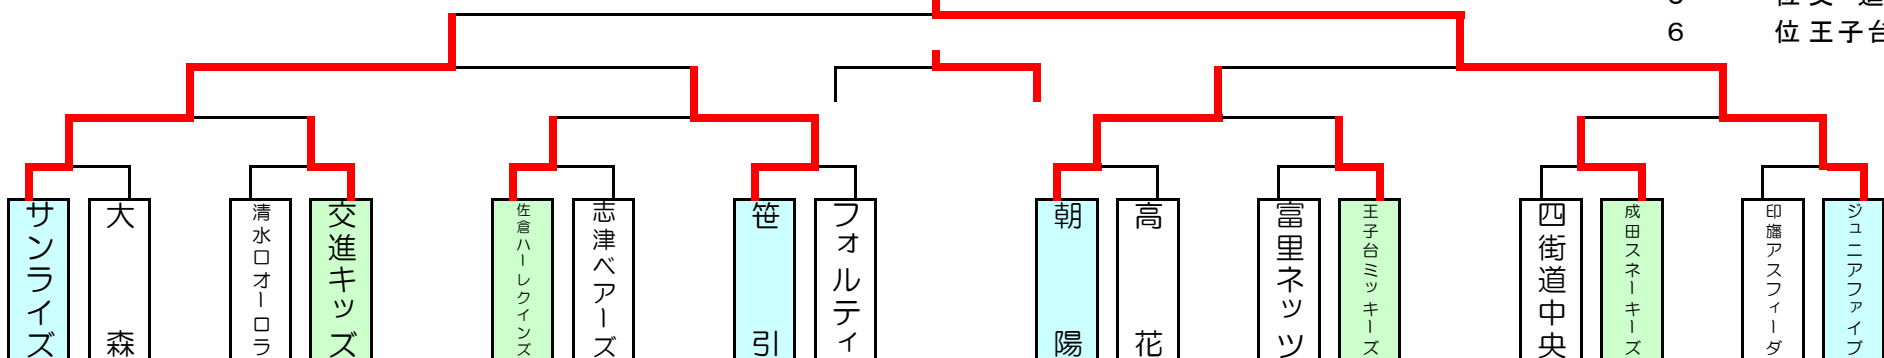 位
6 位 王子台
サンライズ
大森
清水口オーロラ
交進キッズ
佐倉ハーレクインズ
志津ベアーズ
笹引
フォルティ
朝陽
高花
富里ネッツ
王子台ミッキーズ
四街道中央
成田スネーキーズ
印旛アスフィーダ
ジュニアファイブ